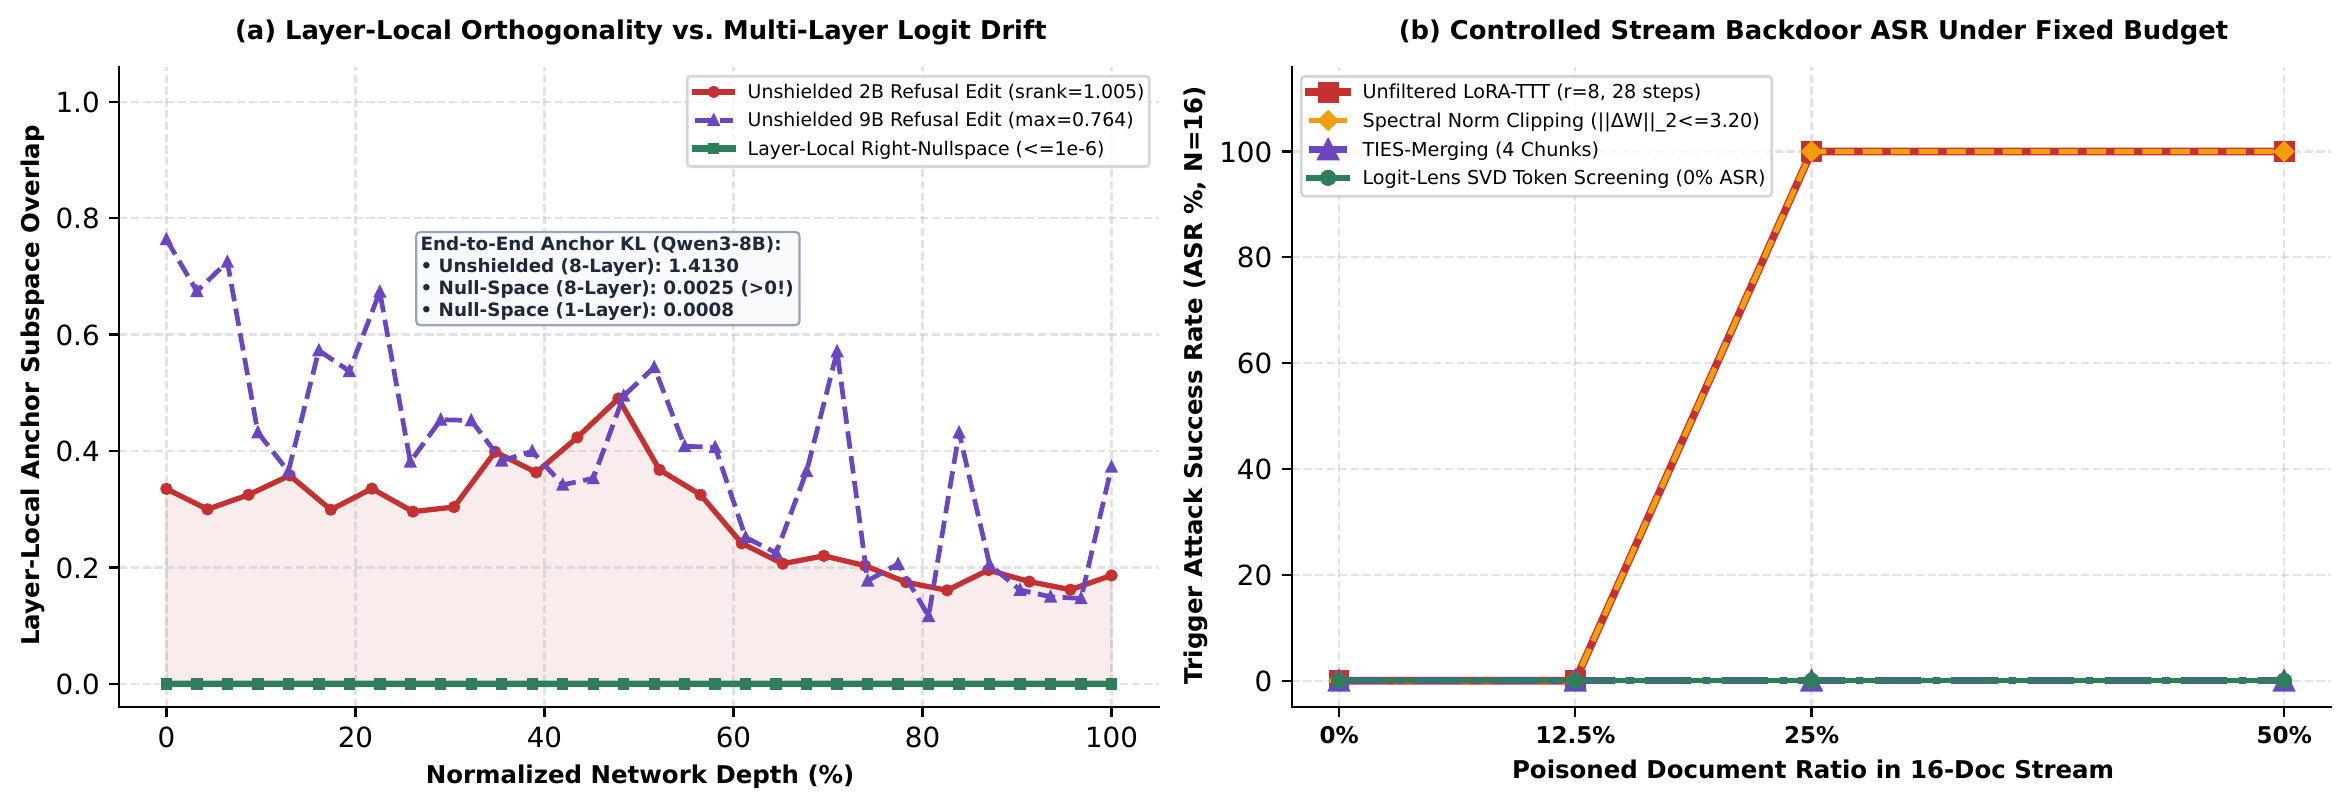 (a) Layer-Local Orthogonality vs. Multi-Layer Logit Drift
Layer-Local Anchor Subspace Overlap
1.0
0.8
0.6
0.4
0.2
0.0
Unshielded 2B Refusal Edit (srank=1.005)
Unshielded 9B Refusal Edit (max=0.764)
Layer-Local Right-Nullspace (<=1e-6)
End-to-End Anchor KL (Qwen3-8B):
• Unshielded (8-Layer): 1.4130
• Null-Space (8-Layer): 0.0025 (>0!)
• Null-Space (1-Layer): 0.0008
0 20 40 60 80 100
Normalized Network Depth (%)
(b) Controlled Stream Backdoor ASR Under Fixed Budget
Trigger Attack Success Rate (ASR %, N=16)
100
80
60
40
20
0
Unfiltered LoRA-TTT (r=8, 28 steps)
Spectral Norm Clipping (||ΔW||_2<=3.20)
TIES-Merging (4 Chunks)
Logit-Lens SVD Token Screening (0% ASR)
0% 12.5% 25% 50%
Poisoned Document Ratio in 16-Doc Stream